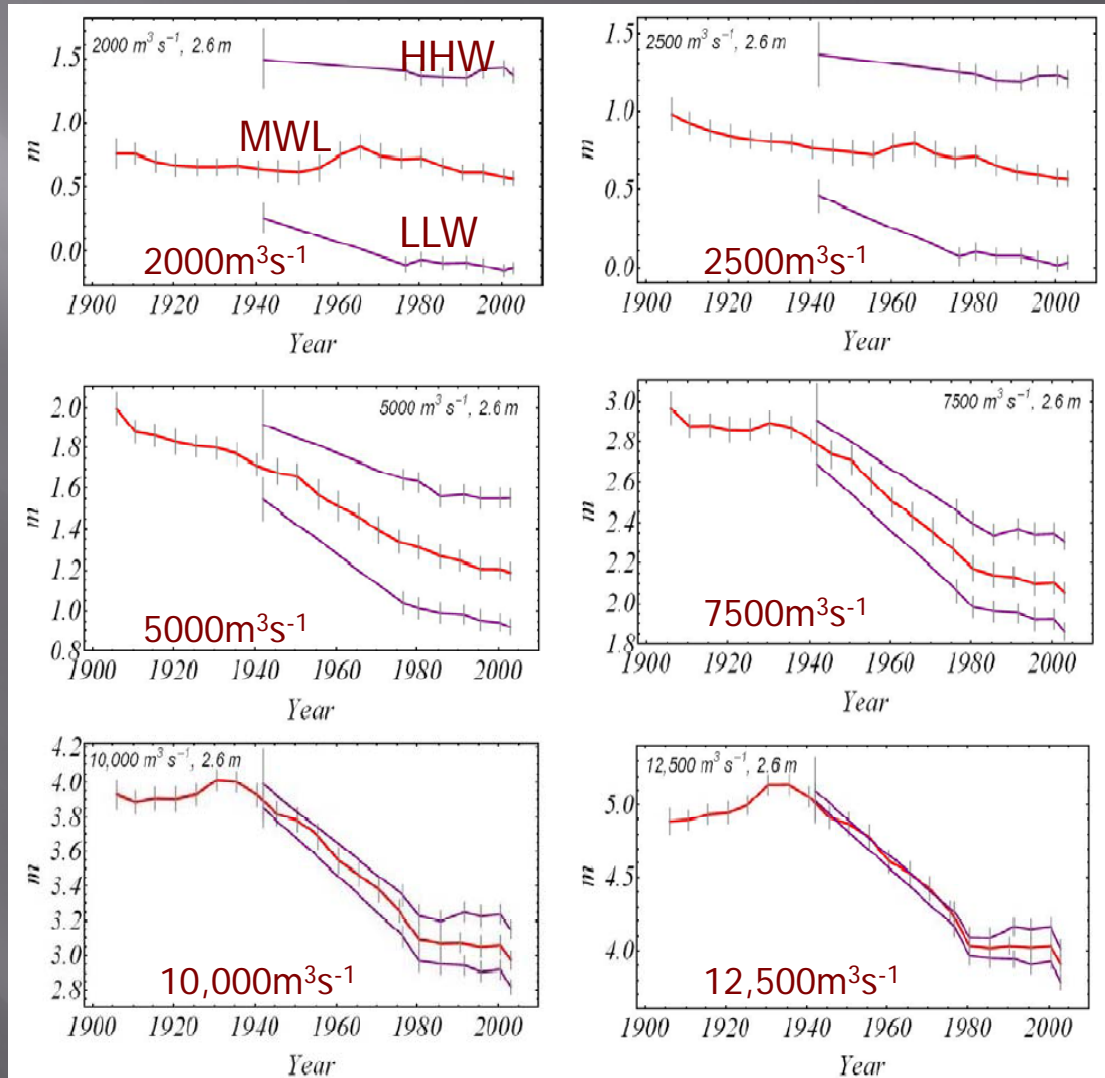 2000 m³ s⁻¹, 2.6 m
HHW
MWL
LLW
2000m³s⁻¹
1.5
1.0
0.5
0.0
m
1900 1920 1940 1960 1980 2000
Year
2500 m³ s⁻¹, 2.6 m
2500m³s⁻¹
1.5
1.0
0.5
0.0
m
1900 1920 1940 1960 1980 2000
Year
5000 m³ s⁻¹, 2.6 m
5000m³s⁻¹
2.0
1.8
1.6
1.4
1.2
1.0
0.8
m
1900 1920 1940 1960 1980 2000
Year
7500 m³ s⁻¹, 2.6 m
7500m³s⁻¹
3.0
2.8
2.6
2.4
2.2
2.0
1.8
m
1900 1920 1940 1960 1980 2000
Year
10,000 m³ s⁻¹, 2.6 m
10,000m³s⁻¹
4.2
4.0
3.8
3.6
3.4
3.2
3.0
2.8
m
1900 1920 1940 1960 1980 2000
Year
12,500 m³ s⁻¹, 2.6 m
12,500m³s⁻¹
5.0
4.5
4.0
m
1900 1920 1940 1960 1980 2000
Year